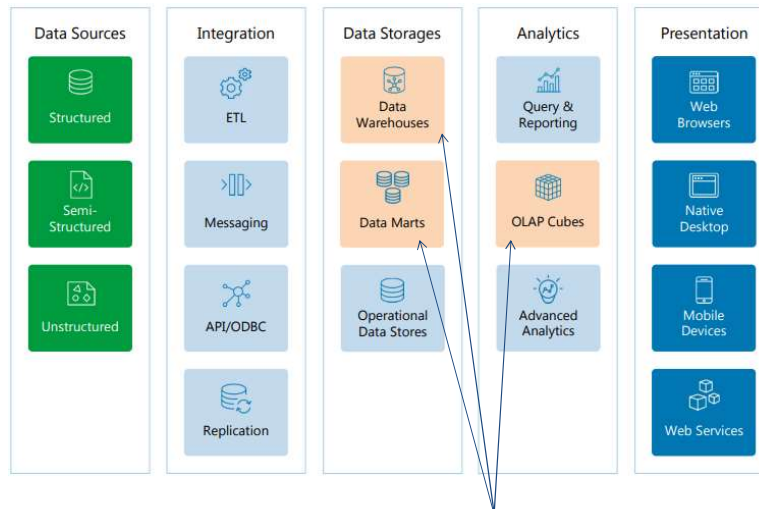 Data Sources
Structured
Semi-
Structured
Unstructured
Integration
ETL
Messaging
API/ODBC
Replication
Data Storages
Data
Warehouses
Data Marts
Operational
Data Stores
Analytics
Query &
Reporting
OLAP Cubes
Advanced
Analytics
Presentation
Web
Browsers
Native
Desktop
Mobile
Devices
Web Services